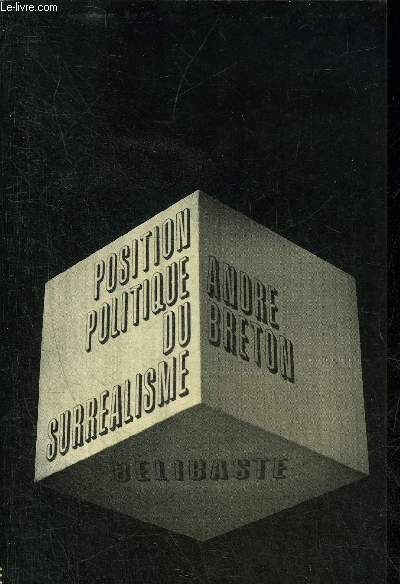 Le-livre.com
POSITION
POLITIQUE
DU
SURREALISME
ANDRE
BRETON
BELIBASTE